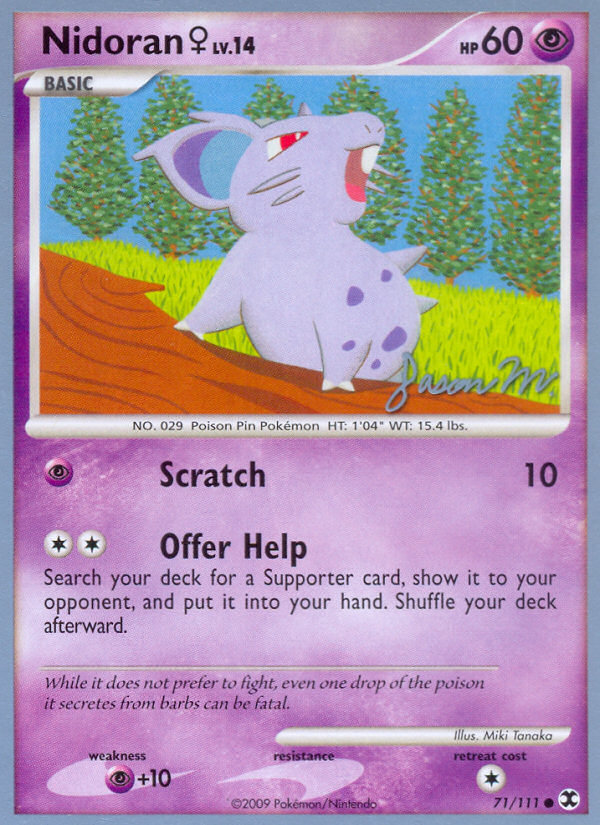 Nidoran♀ LV.14 HP 60
BASIC
Jason M.
NO. 029 Poison Pin Pokémon HT: 1'04" WT: 15.4 lbs.
Scratch 10
Offer Help
Search your deck for a Supporter card, show it to your
opponent, and put it into your hand. Shuffle your deck
afterward.
While it does not prefer to fight, even one drop of the poison
it secretes from barbs can be fatal.
Illus. Miki Tanaka
weakness resistance retreat cost
+10
©2009 Pokémon/Nintendo 71/111